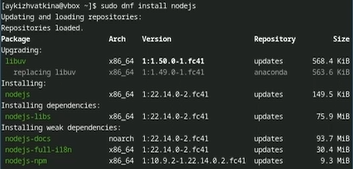 [aykizhvatkina@vbox ~]$ sudo dnf install nodejs
Updating and loading repositories:
Repositories loaded.
Package Arch Version Repository Size
Upgrading:
libuv x86_64 1:1.50.0-1.fc41 updates 568.4 KiB
replacing libuv x86_64 1:1.49.0-1.fc41 anaconda 563.6 KiB
Installing:
nodejs x86_64 1:22.14.0-2.fc41 updates 149.5 KiB
Installing dependencies:
nodejs-libs x86_64 1:22.14.0-2.fc41 updates 75.9 MiB
Installing weak dependencies:
nodejs-docs noarch 1:22.14.0-2.fc41 updates 93.7 MiB
nodejs-full-i18n x86_64 1:22.14.0-2.fc41 updates 30.4 MiB
nodejs-npm x86_64 1:10.9.2-1.22.14.0.2.fc41 updates 9.3 MiB